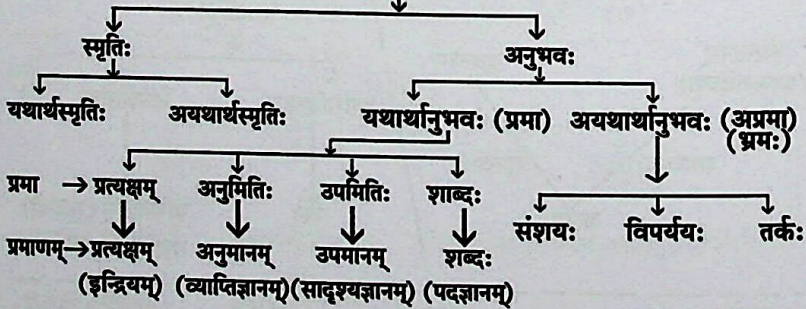 स्मृतिः अनुभवः
यथार्थस्मृतिः अयथार्थस्मृतिः यथार्थानुभवः (प्रमा) अयथार्थानुभवः (अप्रमा)
(भ्रमः)
प्रमा → प्रत्यक्षम् अनुमितिः उपमितिः शाब्दः
संशयः विपर्ययः तर्कः
प्रमाणम्→प्रत्यक्षम् अनुमानम् उपमानम् शब्दः
(इन्द्रियम्) (व्याप्तिज्ञानम्) (सादृश्यज्ञानम्) (पदज्ञानम्)